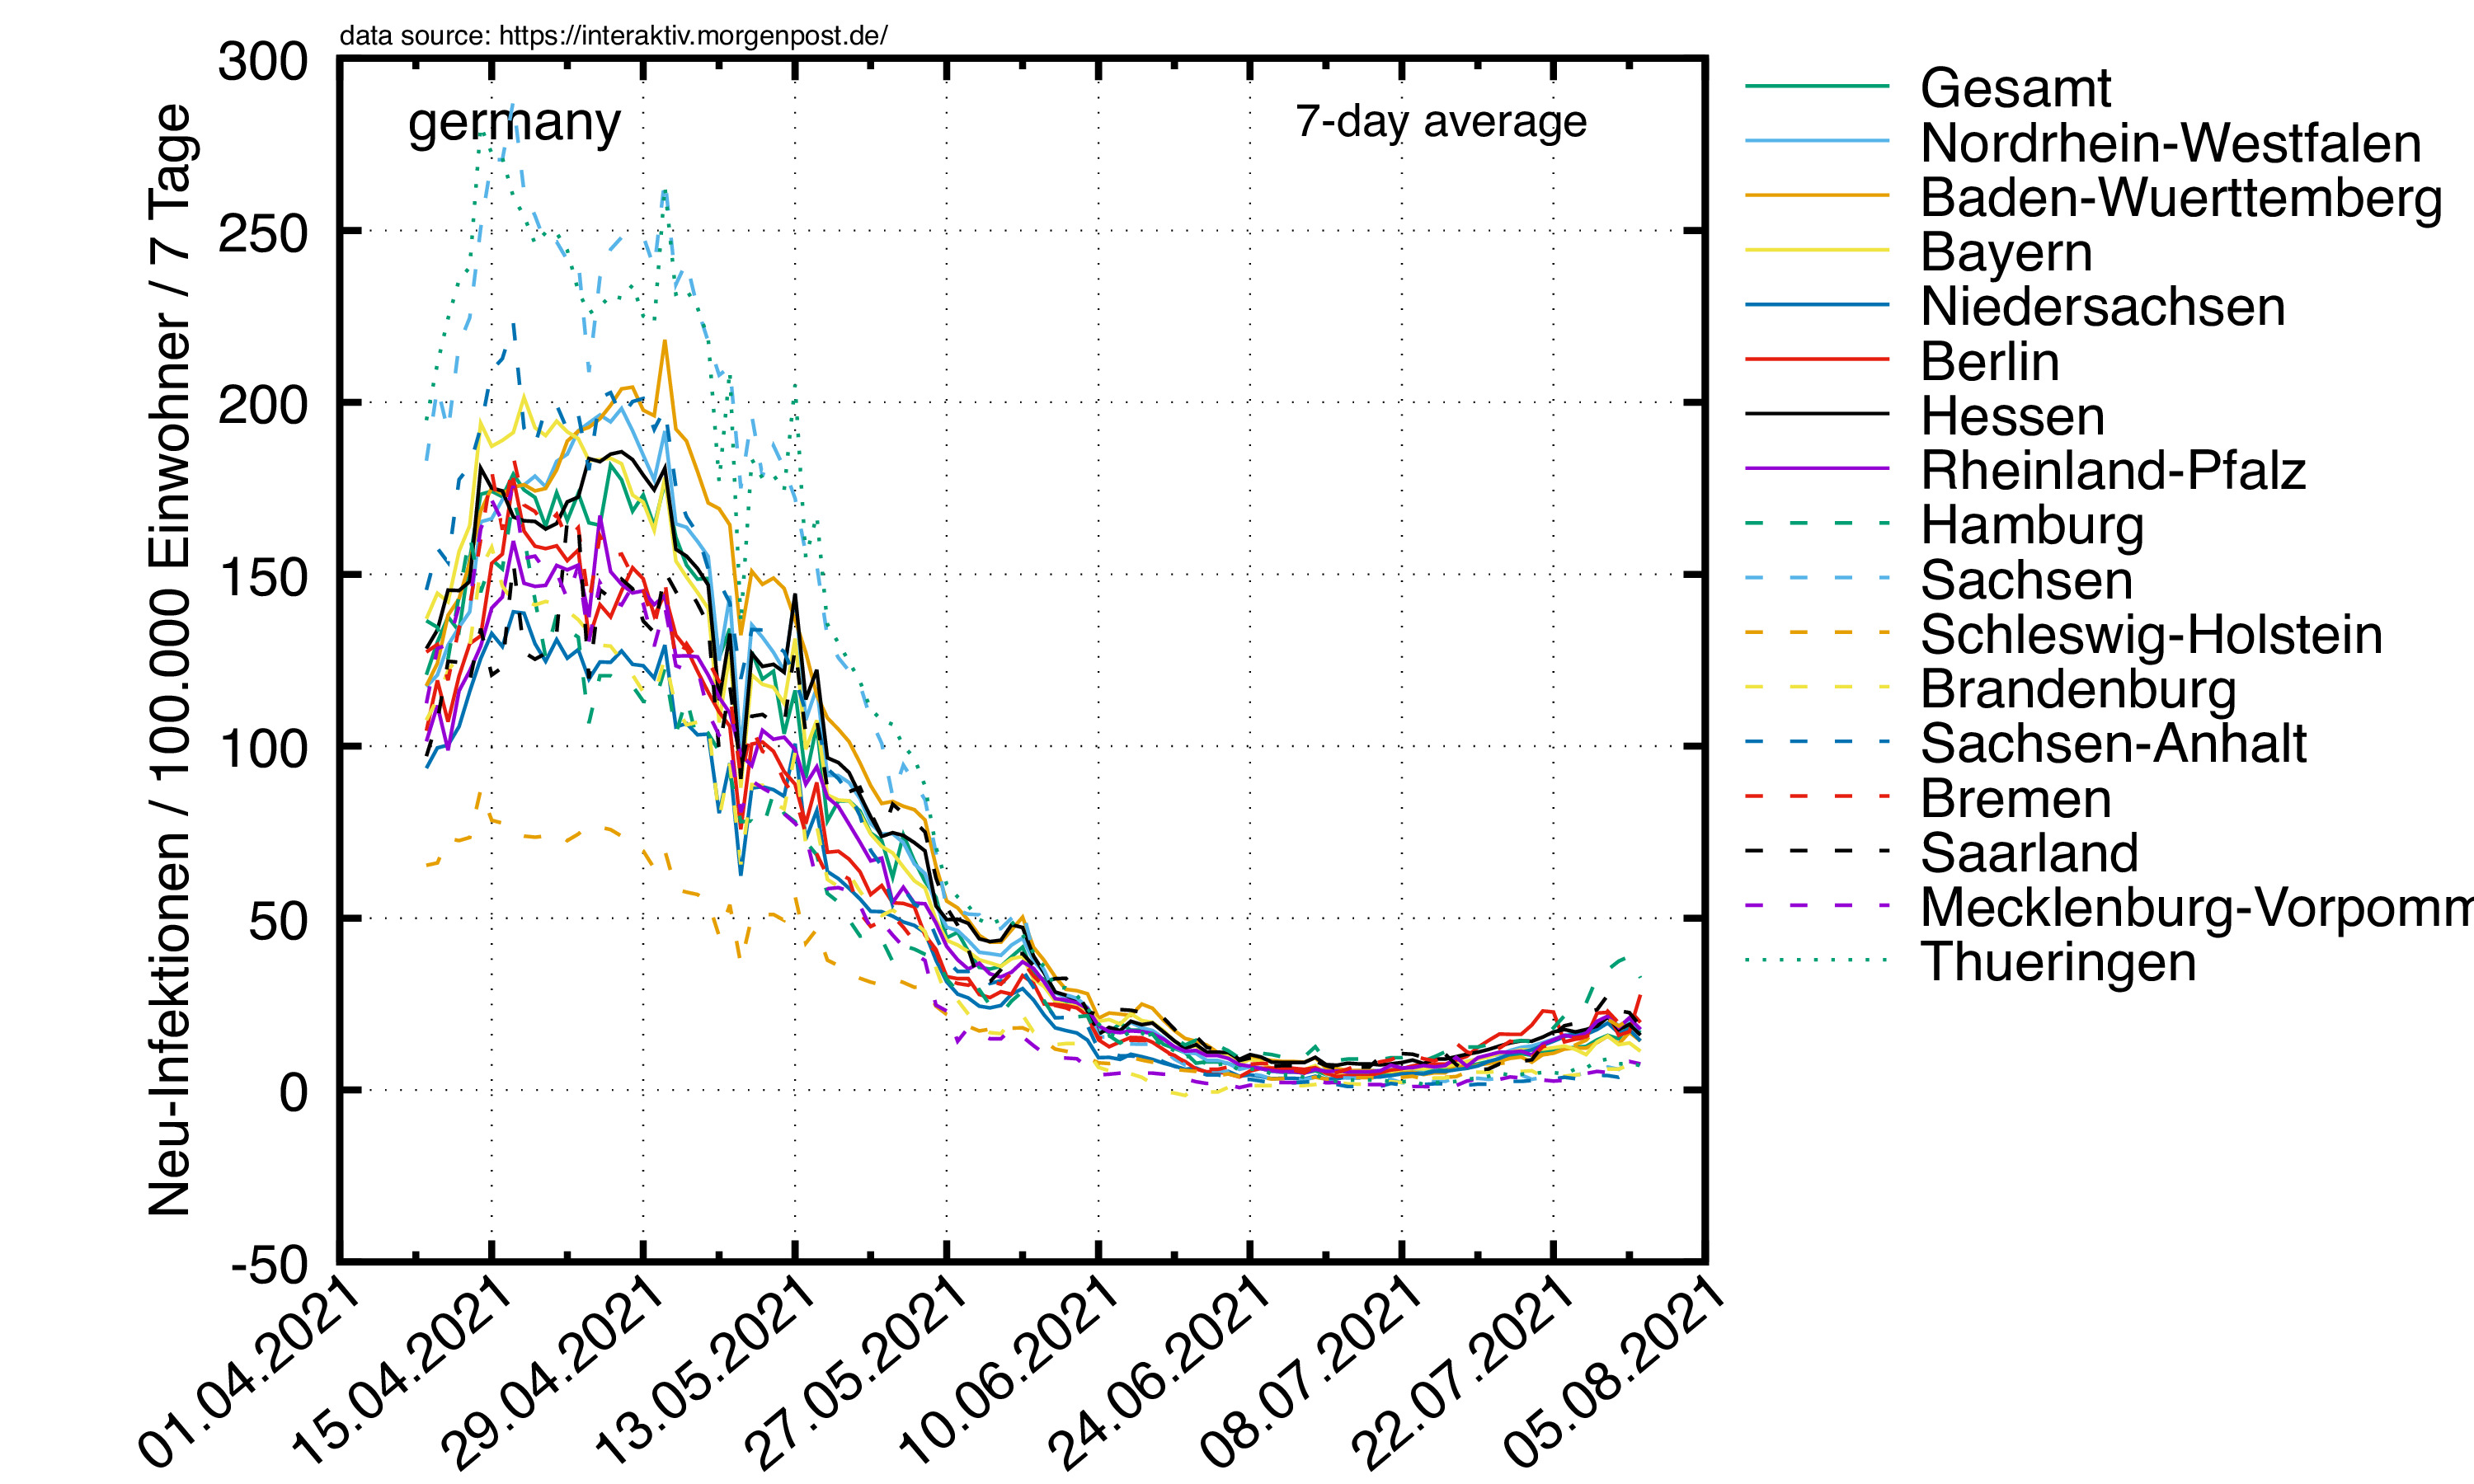 data source: https://interaktiv.morgenpost.de/
germany
7-day average
Neu-Infektionen / 100.000 Einwohner / 7 Tage
300
250
200
150
100
50
0
-50
01.04.2021
15.04.2021
29.04.2021
13.05.2021
27.05.2021
10.06.2021
24.06.2021
08.07.2021
22.07.2021
05.08.2021
Gesamt
Nordrhein-Westfalen
Baden-Wuerttemberg
Bayern
Niedersachsen
Berlin
Hessen
Rheinland-Pfalz
Hamburg
Sachsen
Schleswig-Holstein
Brandenburg
Sachsen-Anhalt
Bremen
Saarland
Mecklenburg-Vorpomm
Thueringen